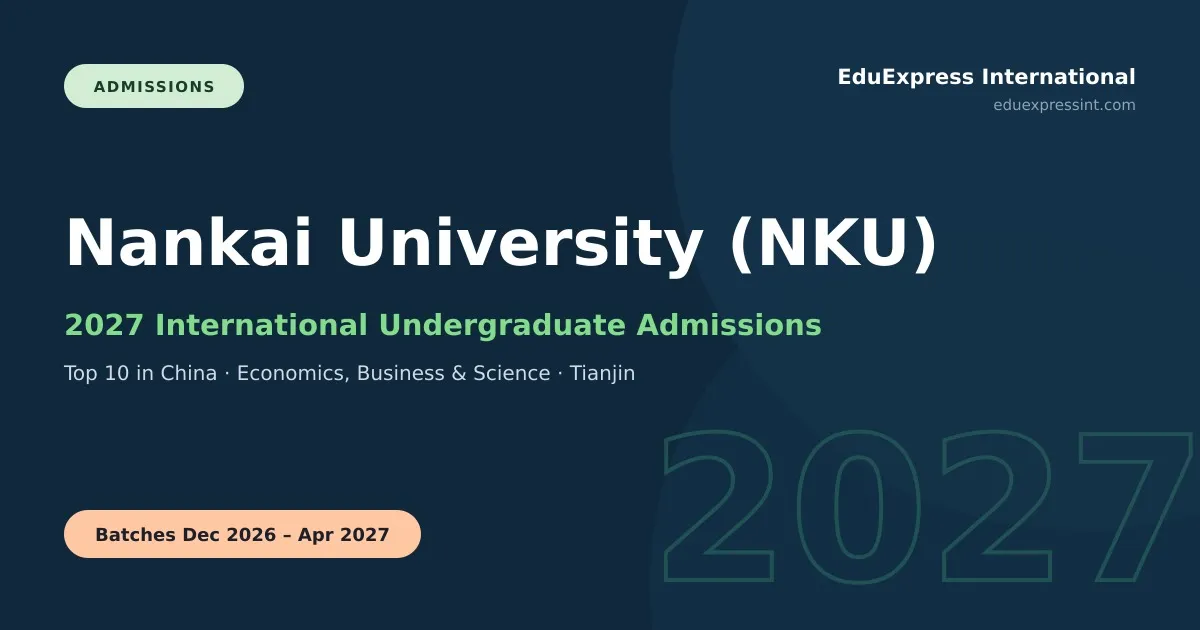 ADMISSIONS
EduExpress International
eduexpressint.com
Nankai University (NKU)
2027 International Undergraduate Admissions
Top 10 in China · Economics, Business & Science · Tianjin
2027
Batches Dec 2026 – Apr 2027